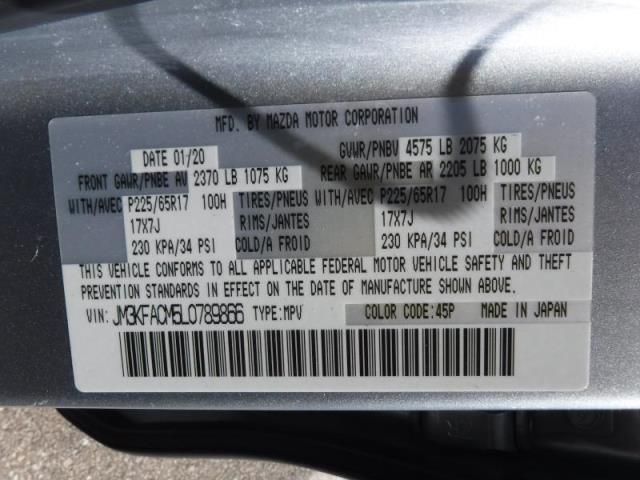 MFD. BY MAZDA MOTOR CORPORATION
DATE 01/20 GVWR/PNBV 4575 LB 2075 KG
FRONT GAWR/PNBE AV 2370 LB 1075 KG REAR GAWR/PNBE AR 2205 LB 1000 KG
WITH/AVEC P225/65R17 100H TIRES/PNEUS WITH/AVEC P225/65R17 100H TIRES/PNEUS
17X7J RIMS/JANTES 17X7J RIMS/JANTES
230 KPA/34 PSI COLD/A FROID 230 KPA/34 PSI COLD/A FROID
THIS VEHICLE CONFORMS TO ALL APPLICABLE FEDERAL MOTOR VEHICLE SAFETY AND THEFT
PREVENTION STANDARDS IN EFFECT ON THE DATE OF MANUFACTURE SHOWN ABOVE.
VIN: JM3KFACM5L0789866 TYPE: MPV COLOR CODE: 45P MADE IN JAPAN